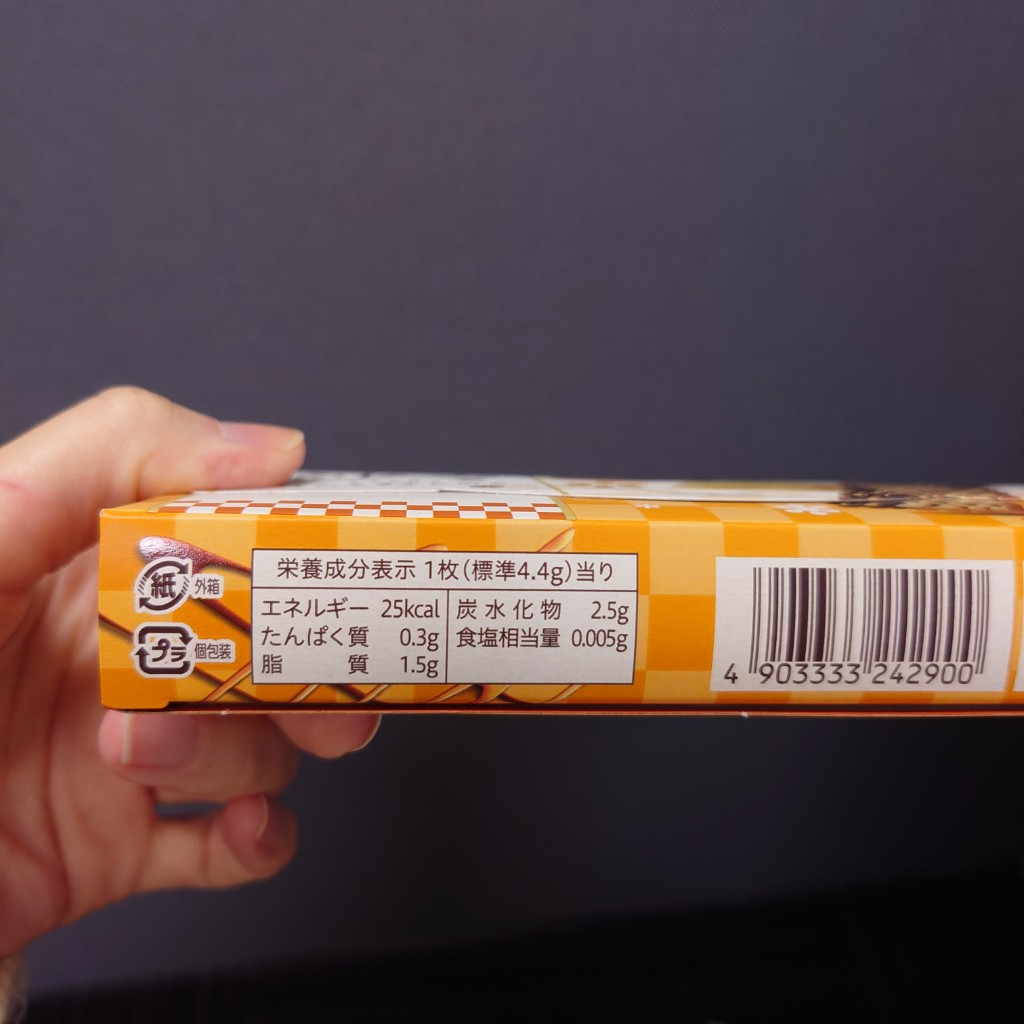 紙 外箱
プラ 個包装
栄養成分表示 1枚(標準4.4g)当り
エネルギー 25kcal
たんぱく質 0.3g
脂質 1.5g
炭水化物 2.5g
食塩相当量 0.005g
4 903333 242900